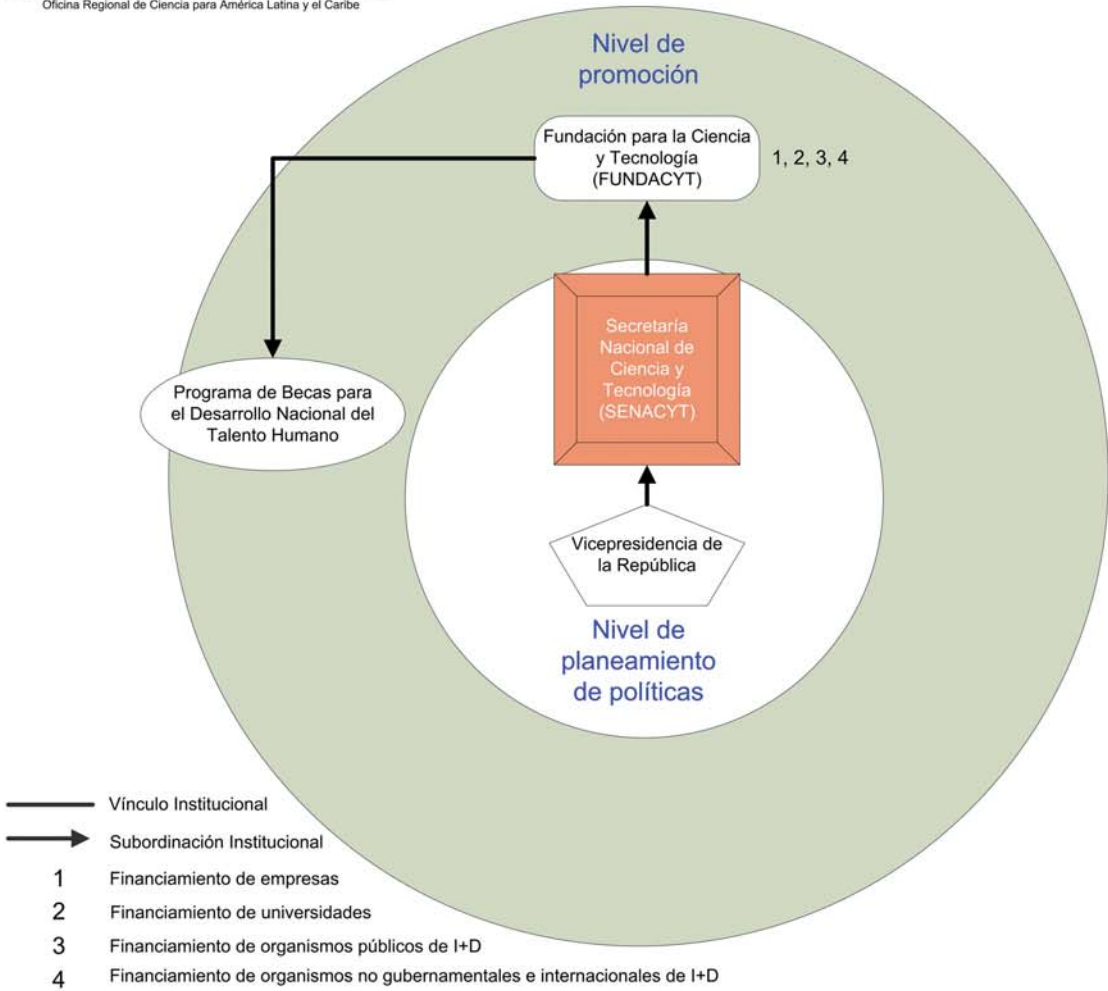 Oficina Regional de Ciencia para América Latina y el Caribe
Nivel de
promoción
Fundación para la Ciencia
y Tecnología
(FUNDACYT)
1, 2, 3, 4
Secretaría
Nacional de
Ciencia y
Tecnología
(SENACYT)
Programa de Becas para
el Desarrollo Nacional del
Talento Humano
Vicepresidencia de
la República
Nivel de
planeamiento
de políticas
Vínculo Institucional
Subordinación Institucional
1 Financiamiento de empresas
2 Financiamiento de universidades
3 Financiamiento de organismos públicos de I+D
4 Financiamiento de organismos no gubernamentales e internacionales de I+D